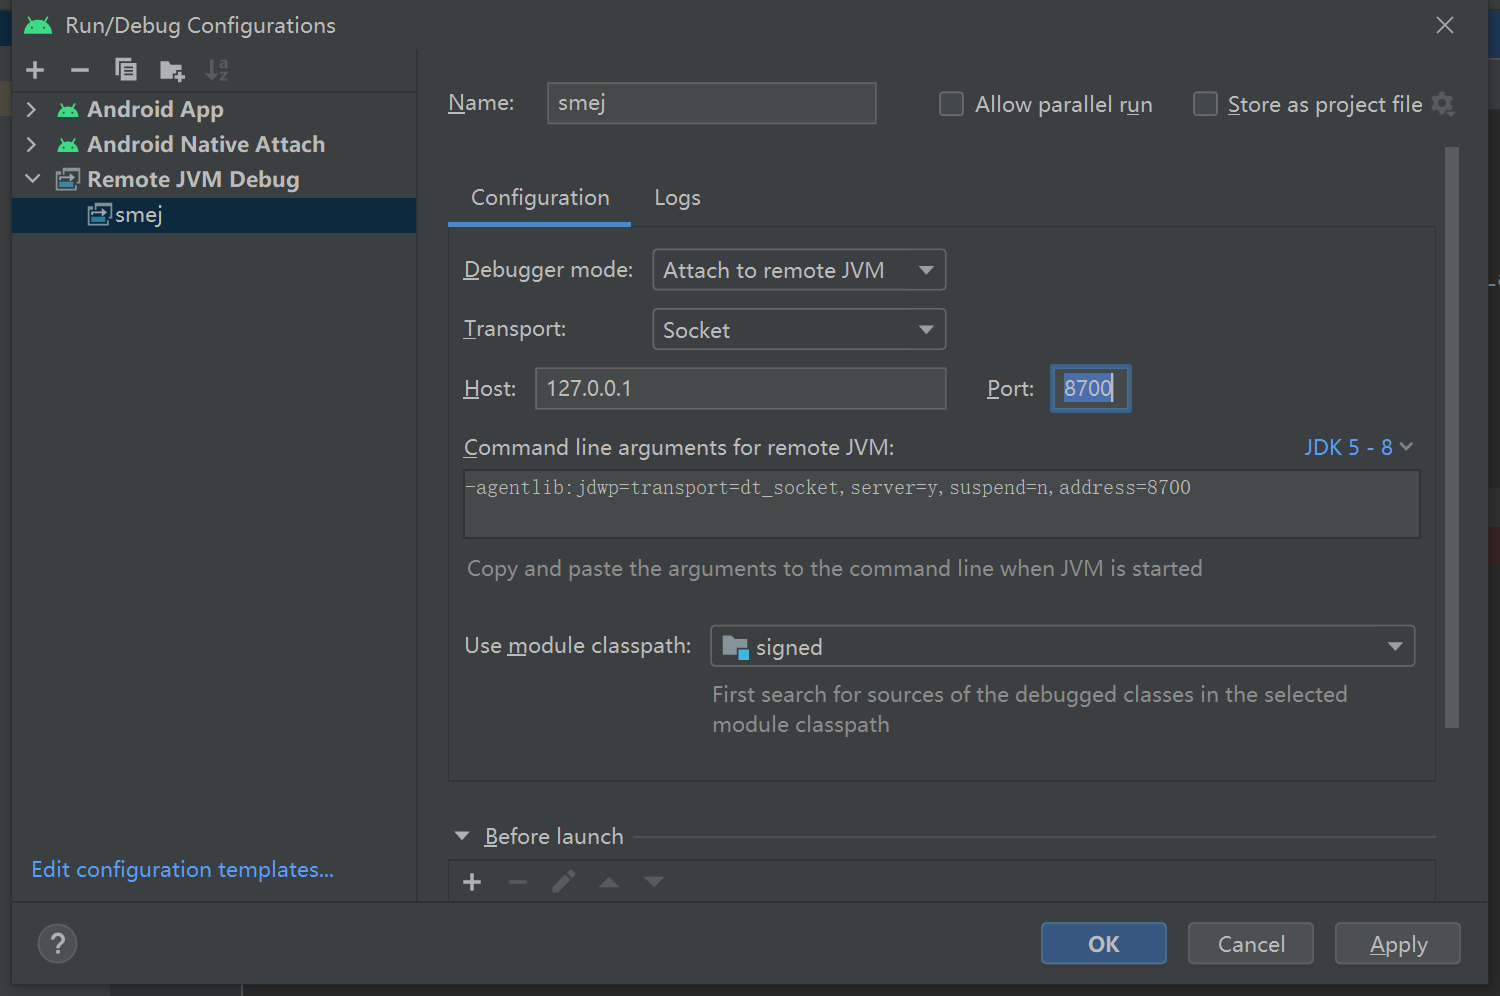 Run/Debug Configurations
Android App
Android Native Attach
Remote JVM Debug
smej
Edit configuration templates...
Name: smej
Allow parallel run
Store as project file
Configuration
Logs
Debugger mode: Attach to remote JVM
Transport: Socket
Host: 127.0.0.1
Port: 8700
Command line arguments for remote JVM:
JDK 5 - 8
-agentlib:jdwp=transport=dt_socket,server=y,suspend=n,address=8700
Copy and paste the arguments to the command line when JVM is started
Use module classpath: signed
First search for sources of the debugged classes in the selected
module classpath
Before launch
?
OK
Cancel
Apply